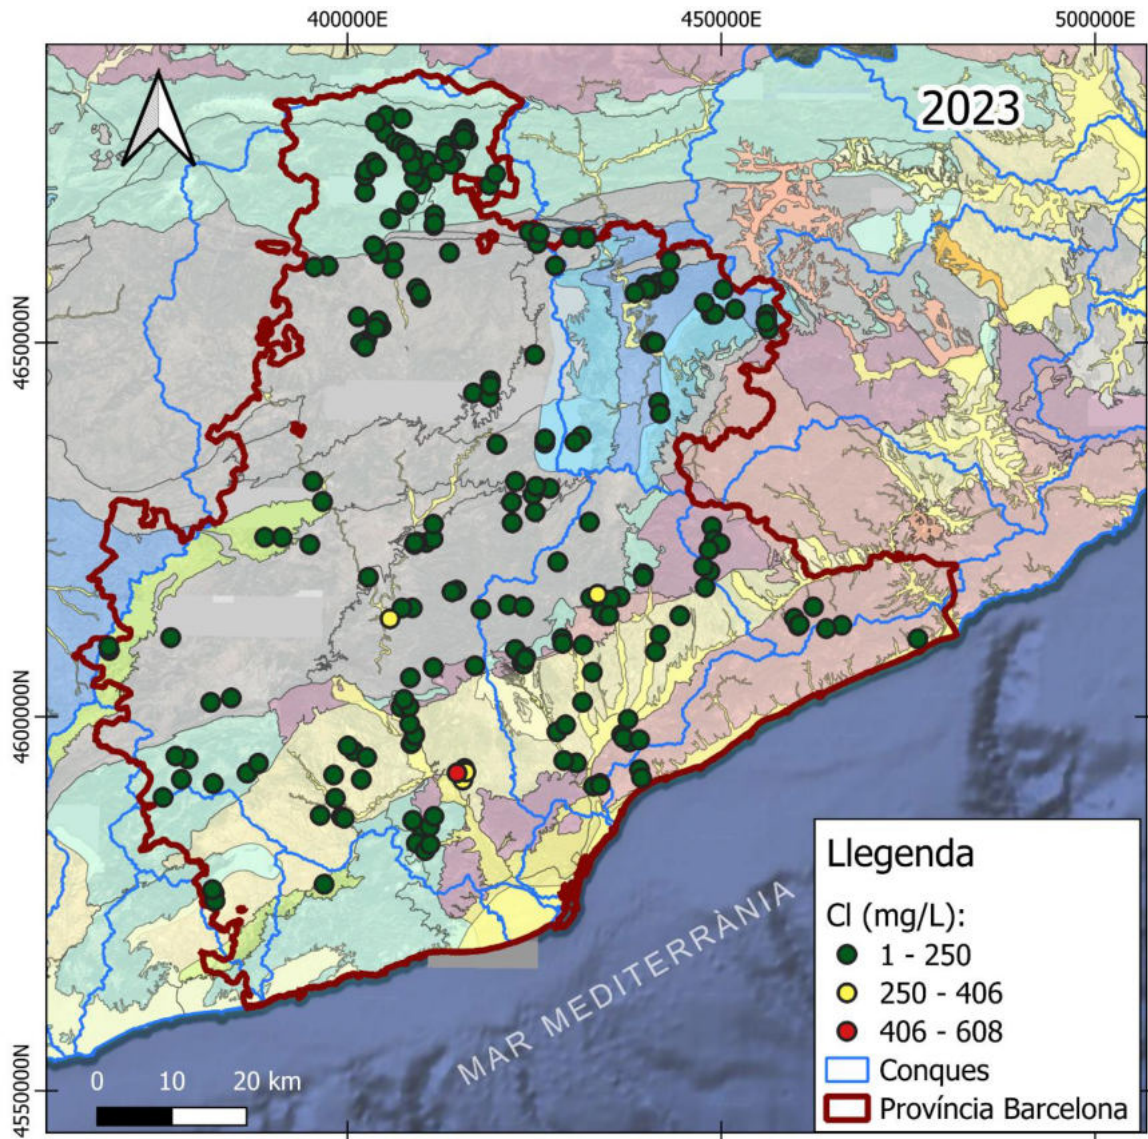 400000E
450000E
500000E
2023
4650000N
4600000N
4550000N
MAR MEDITERRÀNIA
0
10
20 km
Llegenda
Cl (mg/L):
1 - 250
250 - 406
406 - 608
Conques
Província Barcelona